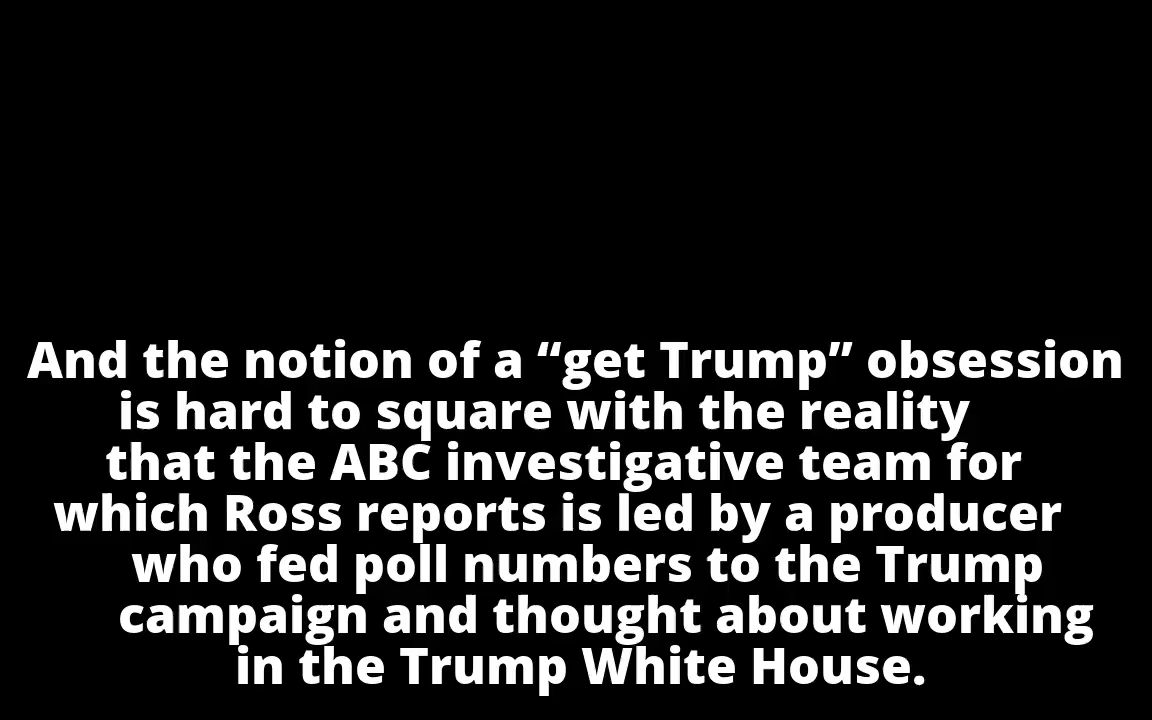 And the notion of a “get Trump” obsession
is hard to square with the reality
that the ABC investigative team for
which Ross reports is led by a producer
who fed poll numbers to the Trump
campaign and thought about working
in the Trump White House.